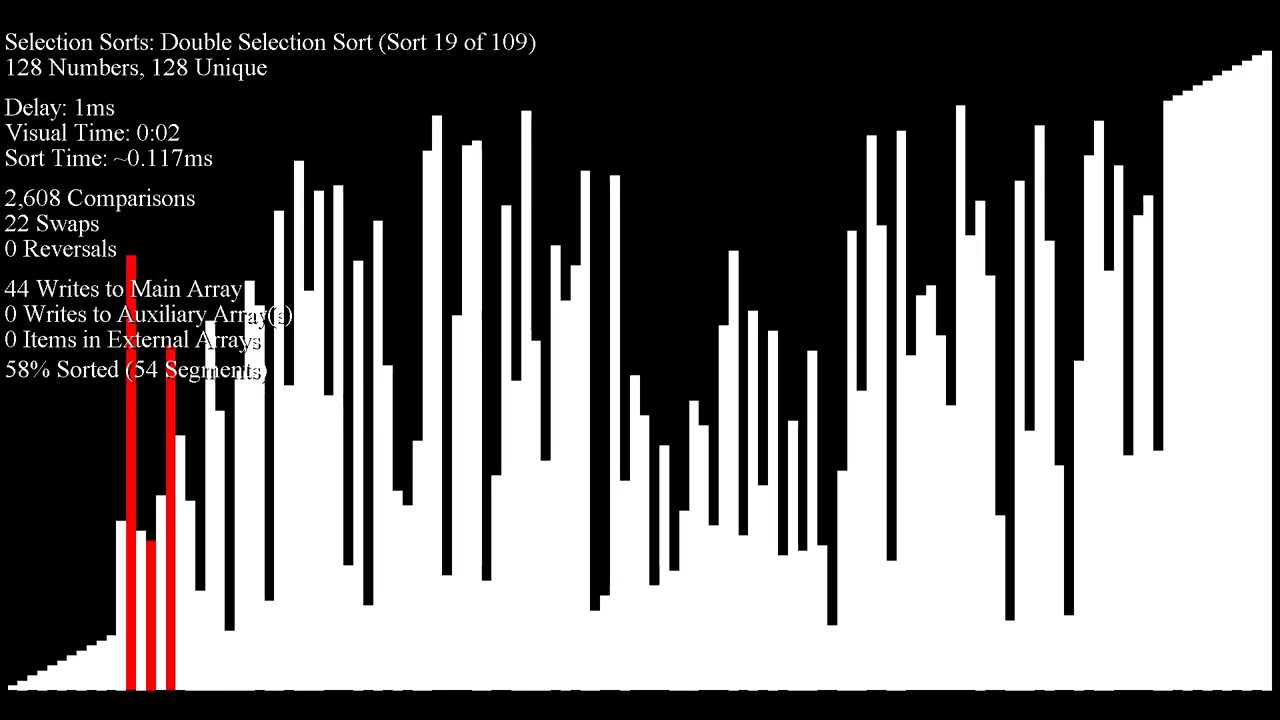 Selection Sorts: Double Selection Sort (Sort 19 of 109)
128 Numbers, 128 Unique
Delay: 1ms
Visual Time: 0:02
Sort Time: ~0.117ms
2,608 Comparisons
22 Swaps
0 Reversals
44 Writes to Main Array
0 Writes to Auxiliary Array(s)
0 Items in External Arrays
58% Sorted (54 Segments)